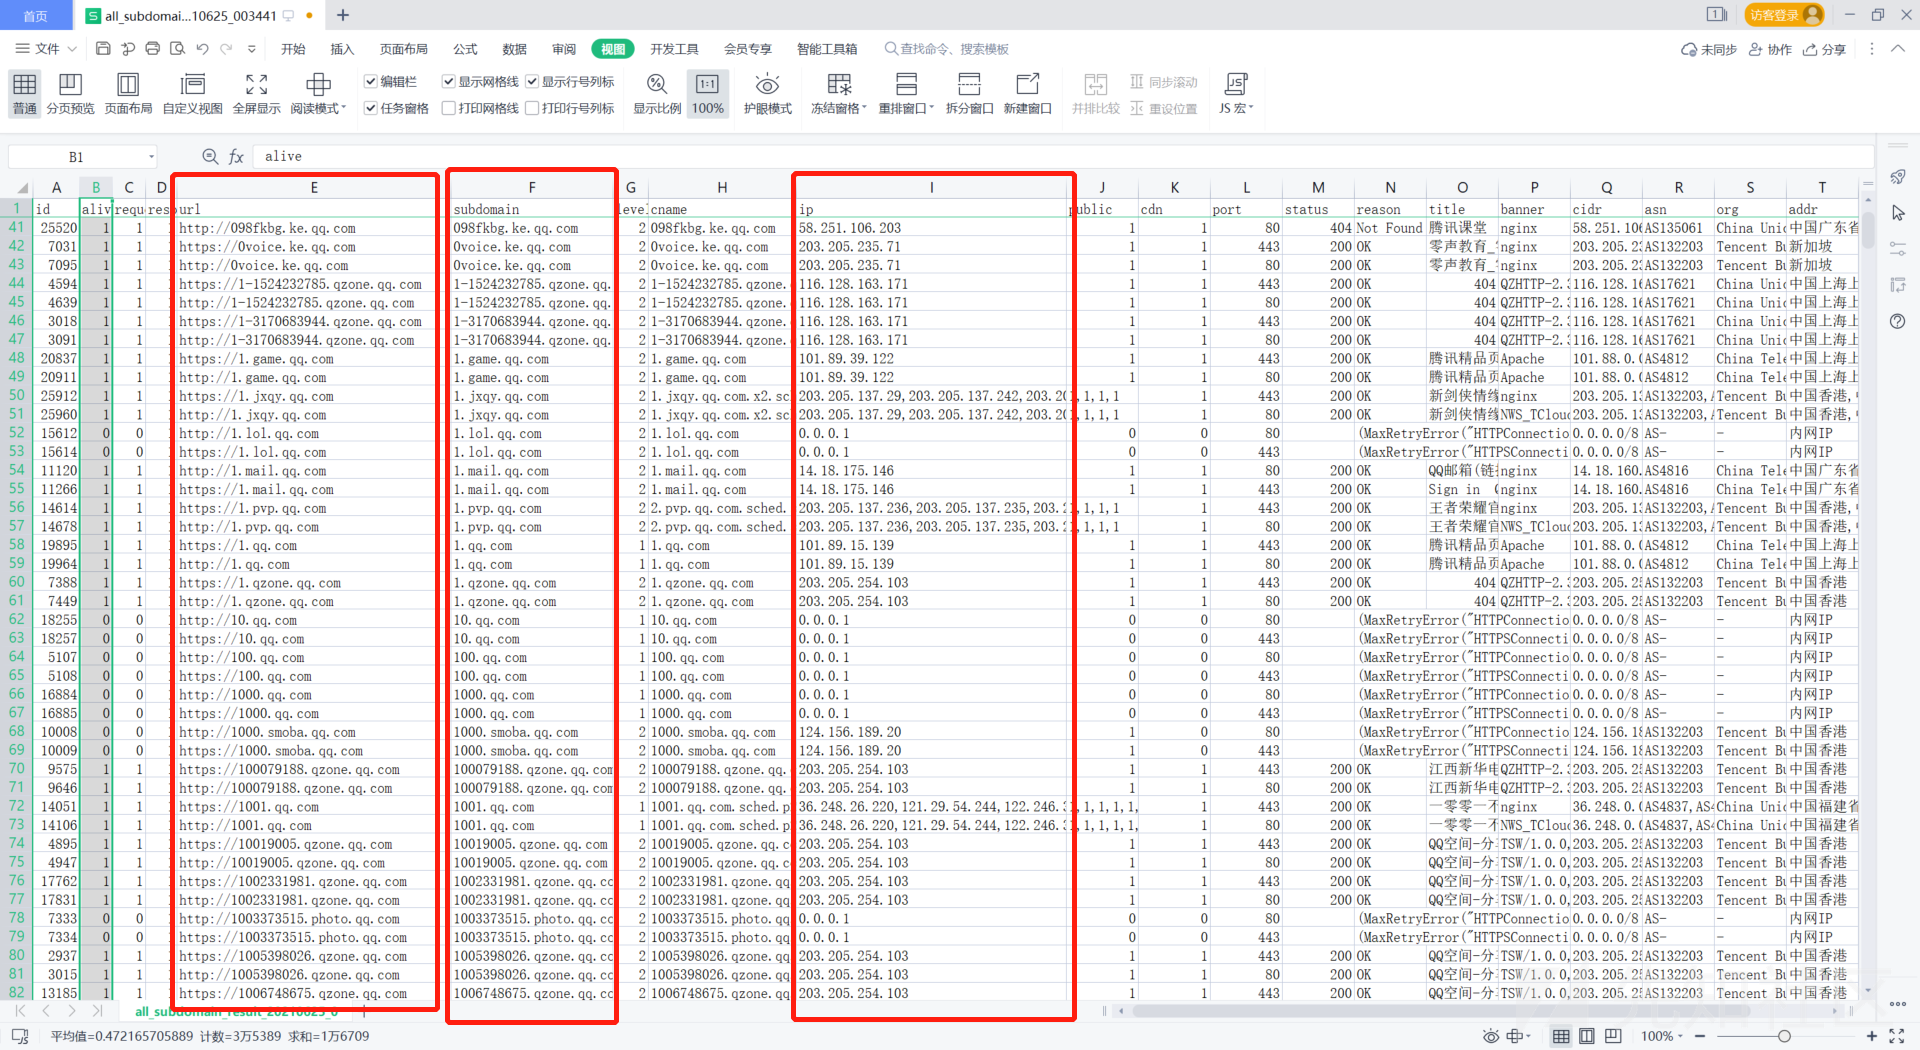 首页 all_subdomai...10625_003441
1 访客登录
文件 开始 插入 页面布局 公式 数据 审阅 视图 开发工具 会员专享 智能工具箱 查找命令、搜索模板 未同步 协作 分享
普通 分页预览 页面布局 自定义视图 全屏显示 阅读模式 编辑栏 任务窗格 显示网格线 打印网格线 显示行号列标 打印行号列标 显示比例 100% 护眼模式 冻结窗格 重排窗口 拆分窗口 新建窗口 并排比较 同步滚动 重设位置 JS 宏
B1 fx alive
A B C D E F G H I J K L M N O P Q R S T
1 id aliv requ resp url subdomain level cname ip public cdn port status reason title banner cidr asn org addr
41 25520 1 1 http://098fkbg.ke.qq.com 098fkbg.ke.qq.com 2 098fkbg.ke.qq.com 58.251.106.203 1 1 80 404 Not Found 腾讯课堂 nginx 58.251.106 AS135061 China Unic 中国广东省
42 7031 1 1 https://0voice.ke.qq.com 0voice.ke.qq.com 2 0voice.ke.qq.com 203.205.235.71 1 1 443 200 OK 零声教育_ nginx 203.205.23 AS132203 Tencent Bu 新加坡
43 7095 1 1 http://0voice.ke.qq.com 0voice.ke.qq.com 2 0voice.ke.qq.com 203.205.235.71 1 1 80 200 OK 零声教育_ nginx 203.205.23 AS132203 Tencent Bu 新加坡
44 4594 1 1 https://1-1524232785.qzone.qq.com 1-1524232785.qzone.qq. 2 1-1524232785.qzone. 116.128.163.171 1 1 443 200 OK 404 QZHTTP-2.3 116.128.16 AS17621 China Unic 中国上海上
45 4639 1 1 http://1-1524232785.qzone.qq.com 1-1524232785.qzone.qq. 2 1-1524232785.qzone. 116.128.163.171 1 1 80 200 OK 404 QZHTTP-2.3 116.128.16 AS17621 China Unic 中国上海上
46 3018 1 1 https://1-3170683944.qzone.qq.com 1-3170683944.qzone.qq. 2 1-3170683944.qzone. 116.128.163.171 1 1 443 200 OK 404 QZHTTP-2.3 116.128.16 AS17621 China Unic 中国上海上
47 3091 1 1 http://1-3170683944.qzone.qq.com 1-3170683944.qzone.qq. 2 1-3170683944.qzone. 116.128.163.171 1 1 80 200 OK 404 QZHTTP-2.3 116.128.16 AS17621 China Unic 中国上海上
48 20837 1 1 https://1.game.qq.com 1.game.qq.com 2 1.game.qq.com 101.89.39.122 1 1 443 200 OK 腾讯精品页 Apache 101.88.0.0 AS4812 China Tele 中国上海上
49 20911 1 1 http://1.game.qq.com 1.game.qq.com 2 1.game.qq.com 101.89.39.122 1 1 80 200 OK 腾讯精品页 Apache 101.88.0.0 AS4812 China Tele 中国上海上
50 25912 1 1 https://1.jxqy.qq.com 1.jxqy.qq.com 2 1.jxqy.qq.com.x2.sc 203.205.137.29,203.205.137.242,203.20 1,1,1 1 443 200 OK 新剑侠情缘 nginx 203.205.13 AS132203,A 中国香港,
51 25960 1 1 http://1.jxqy.qq.com 1.jxqy.qq.com 2 1.jxqy.qq.com.x2.sc 203.205.137.29,203.205.137.242,203.20 1,1,1 1 80 200 OK 新剑侠情缘 NWS_TCloud 203.205.13 AS132203,A 中国香港,
52 15612 0 0 http://1.lol.qq.com 1.lol.qq.com 2 1.lol.qq.com 0.0.0.1 0 0 80 (MaxRetryError("HTTPConnectio 0.0.0.0/8 AS- - 内网IP
53 15614 0 0 https://1.lol.qq.com 1.lol.qq.com 2 1.lol.qq.com 0.0.0.1 0 0 443 (MaxRetryError("HTTPSConnecti 0.0.0.0/8 AS- - 内网IP
54 11120 1 1 http://1.mail.qq.com 1.mail.qq.com 2 1.mail.qq.com 14.18.175.146 1 1 80 200 OK QQ邮箱(链 nginx 14.18.160. AS4816 China Tele 中国广东省
55 11266 1 1 https://1.mail.qq.com 1.mail.qq.com 2 1.mail.qq.com 14.18.175.146 1 1 443 200 OK Sign in nginx 14.18.160. AS4816 China Tele 中国广东省
56 14614 1 1 https://1.pvp.qq.com 1.pvp.qq.com 2 2.pvp.qq.com.sched. 203.205.137.236,203.205.137.235,203.2 1,1,1 1 443 200 OK 王者荣耀官 nginx 203.205.13 AS132203,A 中国香港,
57 14678 1 1 http://1.pvp.qq.com 1.pvp.qq.com 2 2.pvp.qq.com.sched. 203.205.137.236,203.205.137.235,203.2 1,1,1 1 80 200 OK 王者荣耀官 NWS_TCloud 203.205.13 AS132203,A 中国香港,
58 19895 1 1 https://1.qq.com 1.qq.com 1 1.qq.com 101.89.15.139 1 1 443 200 OK 腾讯精品页 Apache 101.88.0.0 AS4812 China Tele 中国上海上
59 19964 1 1 http://1.qq.com 1.qq.com 1 1.qq.com 101.89.15.139 1 1 80 200 OK 腾讯精品页 Apache 101.88.0.0 AS4812 China Tele 中国上海上
60 7388 1 1 https://1.qzone.qq.com 1.qzone.qq.com 2 1.qzone.qq.com 203.205.254.103 1 1 443 200 OK 404 QZHTTP-2.3 203.205.25 AS132203 Tencent Bu 中国香港
61 7449 1 1 http://1.qzone.qq.com 1.qzone.qq.com 2 1.qzone.qq.com 203.205.254.103 1 1 80 200 OK 404 QZHTTP-2.3 203.205.25 AS132203 Tencent Bu 中国香港
62 18255 0 0 http://10.qq.com 10.qq.com 1 10.qq.com 0.0.0.1 0 0 80 (MaxRetryError("HTTPConnectio 0.0.0.0/8 AS- - 内网IP
63 18257 0 0 https://10.qq.com 10.qq.com 1 10.qq.com 0.0.0.1 0 0 443 (MaxRetryError("HTTPSConnecti 0.0.0.0/8 AS- - 内网IP
64 5107 0 0 http://100.qq.com 100.qq.com 1 100.qq.com 0.0.0.1 0 0 80 (MaxRetryError("HTTPConnectio 0.0.0.0/8 AS- - 内网IP
65 5108 0 0 https://100.qq.com 100.qq.com 1 100.qq.com 0.0.0.1 0 0 443 (MaxRetryError("HTTPSConnecti 0.0.0.0/8 AS- - 内网IP
66 16884 0 0 http://1000.qq.com 1000.qq.com 1 1000.qq.com 0.0.0.1 0 0 80 (MaxRetryError("HTTPConnectio 0.0.0.0/8 AS- - 内网IP
67 16885 0 0 https://1000.qq.com 1000.qq.com 1 1000.qq.com 0.0.0.1 0 0 443 (MaxRetryError("HTTPSConnecti 0.0.0.0/8 AS- - 内网IP
68 10008 0 0 http://1000.smoba.qq.com 1000.smoba.qq.com 2 1000.smoba.qq.com 124.156.189.20 1 0 80 (MaxRetryError("HTTPConnectio 124.156.18 AS132203 Tencent Bu 中国香港
69 10009 0 0 https://1000.smoba.qq.com 1000.smoba.qq.com 2 1000.smoba.qq.com 124.156.189.20 1 0 443 (MaxRetryError("HTTPSConnecti 124.156.18 AS132203 Tencent Bu 中国香港
70 9575 1 1 https://100079188.qzone.qq.com 100079188.qzone.qq.com 2 100079188.qzone.qq. 203.205.254.103 1 1 443 200 OK 江西新华电 QZHTTP-2.3 203.205.25 AS132203 Tencent Bu 中国香港
71 9646 1 1 http://100079188.qzone.qq.com 100079188.qzone.qq.com 2 100079188.qzone.qq. 203.205.254.103 1 1 80 200 OK 江西新华电 QZHTTP-2.3 203.205.25 AS132203 Tencent Bu 中国香港
72 14051 1 1 https://1001.qq.com 1001.qq.com 1 1001.qq.com.sched.p 36.248.26.220,121.29.54.244,122.246.3 1,1,1,1, 1 443 200 OK 一零零一不 nginx 36.248.0.0 AS4837,AS4 China Unic 中国福建省
73 14106 1 1 http://1001.qq.com 1001.qq.com 1 1001.qq.com.sched.p 36.248.26.220,121.29.54.244,122.246.3 1,1,1,1, 1 80 200 OK 一零零一不 NWS_TCloud 36.248.0.0 AS4837,AS4 China Unic 中国福建省
74 4895 1 1 https://10019005.qzone.qq.com 10019005.qzone.qq.com 2 10019005.qzone.qq.c 203.205.254.103 1 1 443 200 OK QQ空间-分 TSW/1.0.0, 203.205.25 AS132203 Tencent Bu 中国香港
75 4947 1 1 http://10019005.qzone.qq.com 10019005.qzone.qq.com 2 10019005.qzone.qq.c 203.205.254.103 1 1 80 200 OK QQ空间-分 TSW/1.0.0, 203.205.25 AS132203 Tencent Bu 中国香港
76 17762 1 1 https://1002331981.qzone.qq.com 1002331981.qzone.qq.co 2 1002331981.qzone.qq 203.205.254.103 1 1 443 200 OK QQ空间-分 TSW/1.0.0, 203.205.25 AS132203 Tencent Bu 中国香港
77 17831 1 1 http://1002331981.qzone.qq.com 1002331981.qzone.qq.co 2 1002331981.qzone.qq 203.205.254.103 1 1 80 200 OK QQ空间-分 TSW/1.0.0, 203.205.25 AS132203 Tencent Bu 中国香港
78 7333 0 0 http://1003373515.photo.qq.com 1003373515.photo.qq.co 2 1003373515.photo.qq 0.0.0.1 0 0 80 (MaxRetryError("HTTPConnectio 0.0.0.0/8 AS- - 内网IP
79 7334 0 0 https://1003373515.photo.qq.com 1003373515.photo.qq.co 2 1003373515.photo.qq 0.0.0.1 0 0 443 (MaxRetryError("HTTPSConnecti 0.0.0.0/8 AS- - 内网IP
80 2937 1 1 https://1005398026.qzone.qq.com 1005398026.qzone.qq.co 2 1005398026.qzone.qq 203.205.254.103 1 1 443 200 OK QQ空间-分 TSW/1.0.0, 203.205.25 AS132203 Tencent Bu 中国香港
81 3015 1 1 http://1005398026.qzone.qq.com 1005398026.qzone.qq.co 2 1005398026.qzone.qq 203.205.254.103 1 1 80 200 OK QQ空间-分 TSW/1.0.0, 203.205.25 AS132203 Tencent Bu 中国香港
82 13185 1 1 https://1006748675.qzone.qq.com 1006748675.qzone.qq.co 2 1006748675.qzone.qq 203.205.254.103 1 1 443 200 OK QQ空间-分 TSW/1.0.0, 203.205.25 AS132203 Tencent Bu 中国香港
all_subdomain_result_20210625_0
平均值=0.472165705889 计数=3万5389 求和=1万6709 100%